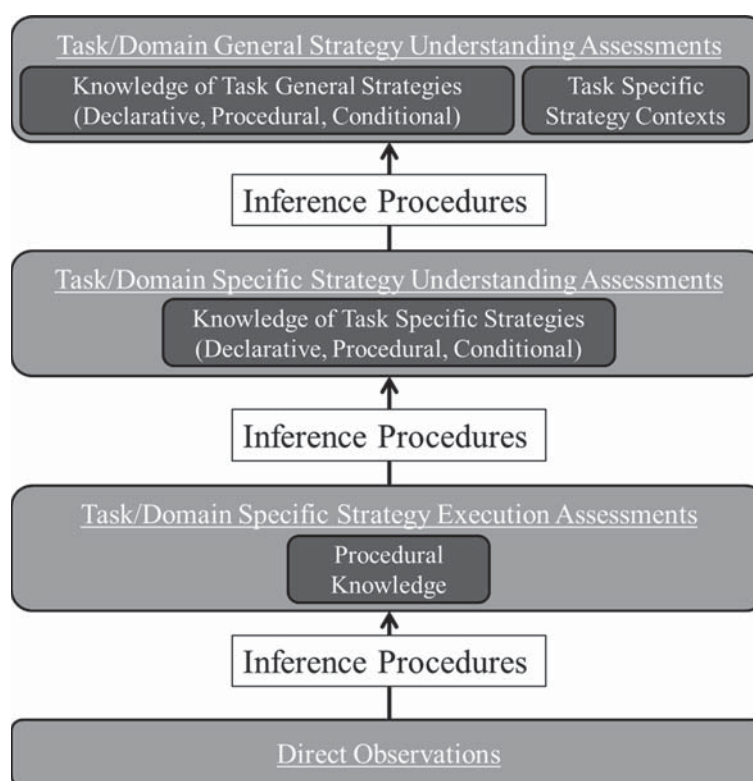 Task/Domain General Strategy Understanding Assessments
Knowledge of Task General Strategies
(Declarative, Procedural, Conditional)
Task Specific
Strategy Contexts
Inference Procedures
Task/Domain Specific Strategy Understanding Assessments
Knowledge of Task Specific Strategies
(Declarative, Procedural, Conditional)
Inference Procedures
Task/Domain Specific Strategy Execution Assessments
Procedural
Knowledge
Inference Procedures
Direct Observations